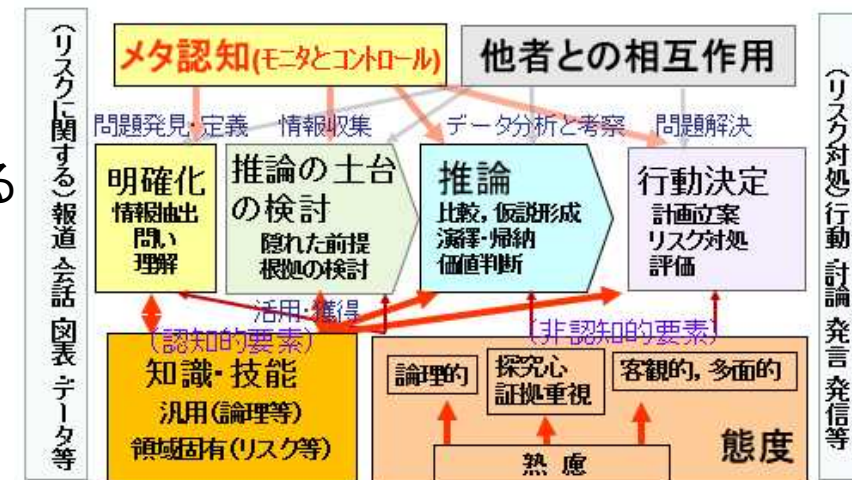 (リスクに関する)報道・会話・図表・データ等
る
メタ認知(モニタとコントロール)
他者との相互作用
問題発見・定義
情報収集
データ分析と考察
問題解決
明確化
情報抽出
問い
理解
推論の土台
の検討
隠れた前提
根拠の検討
推論
比較,仮説形成
演繹・帰納
価値判断
行動決定
計画立案
リスク対処
評価
活用・獲得
(認知的要素)
(非認知的要素)
知識・技能
汎用(論理等)
領域固有(リスク等)
論理的
探究心
証拠重視
客観的,多面的
熟慮
態度
(リスク対処)行動・討論・発言・発信等